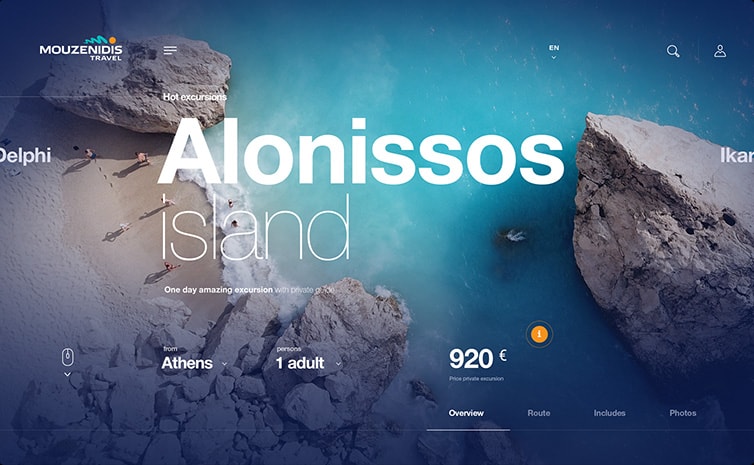 MOUZENIDIS
TRAVEL
EN
Hot excursions
Delphi
Alonissos
Ikar
island
One day amazing excursion with private guide
from
Athens
persons
1 adult
920 €
Price private excursion
Overview
Route
Includes
Photos